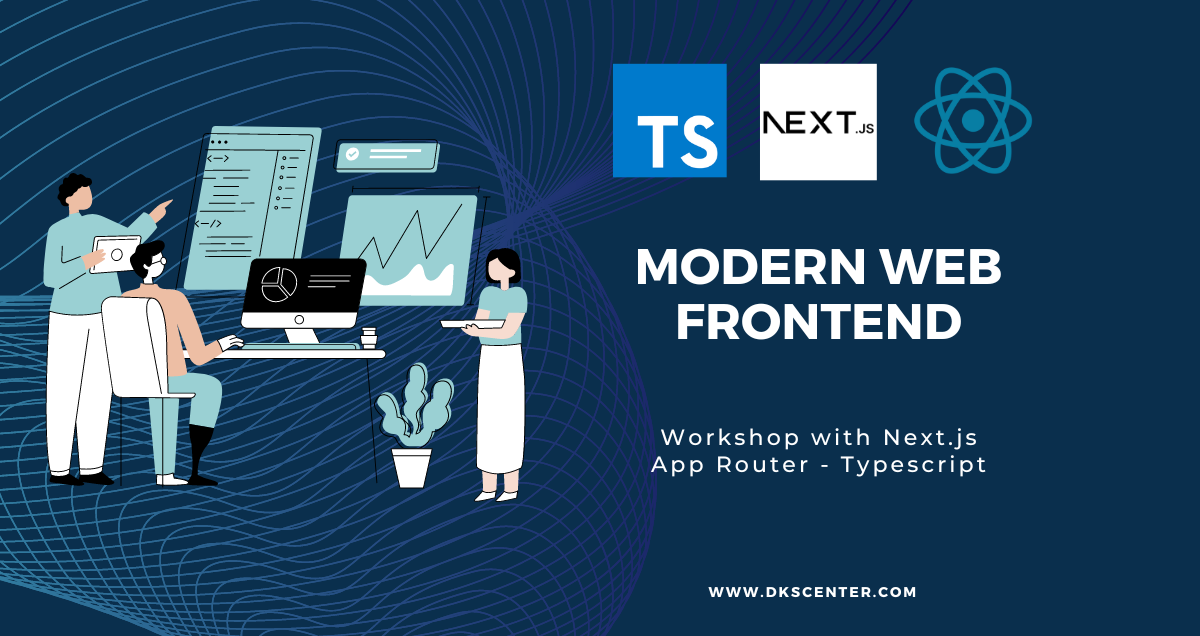 TS
NEXT.JS
MODERN WEB
FRONTEND
Workshop with Next.js
App Router - Typescript
WWW.DKSCENTER.COM